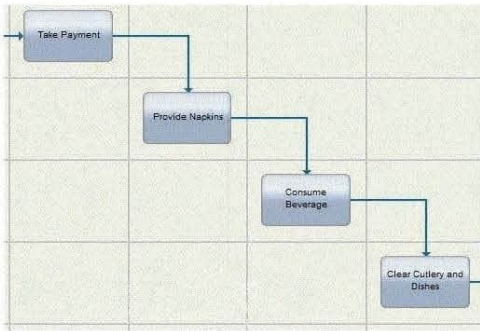 Take Payment
Provide Napkins
Consume
Beverage
Clear Cutlery and
Dishes